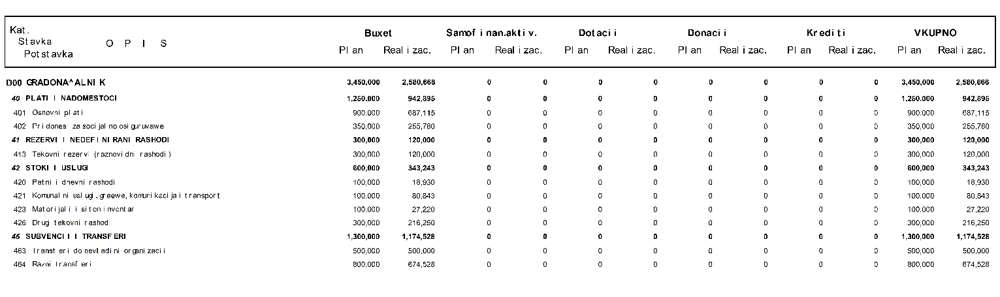 Kat.
Stavka
Potstavka
O P I S
Buxet Samofinan.aktiv. Dotacii Donacii Krediti VKUPNO
Plan Realizac. Plan Realizac. Plan Realizac. Plan Realizac. Plan Realizac. Plan Realizac.
D00 GRADONA^ALNIK 3,450,000 2,580,666 0 0 0 0 0 0 0 0 3,450,000 2,580,666
40 PLATI I NADOMESTOCI 1,250,000 942,895 0 0 0 0 0 0 0 0 1,250,000 942,895
401 Osnovni plati 900,000 687,115 0 0 0 0 0 0 0 0 900,000 687,115
402 Pridonesi za socijalno osiguruvawe 350,000 255,780 0 0 0 0 0 0 0 0 350,000 255,780
41 REZERVI I NEDEFINIRANI RASHODI 300,000 120,000 0 0 0 0 0 0 0 0 300,000 120,000
413 Tekovni rezervi (raznovidni rashodi) 300,000 120,000 0 0 0 0 0 0 0 0 300,000 120,000
42 STOKI I USLUGI 600,000 343,243 0 0 0 0 0 0 0 0 600,000 343,243
420 Patni i dnevni rashodi 100,000 18,930 0 0 0 0 0 0 0 0 100,000 18,930
421 Komunalni uslugi, greewe, komunikacija i transport 100,000 80,843 0 0 0 0 0 0 0 0 100,000 80,843
423 Materijali i siten inventar 100,000 27,220 0 0 0 0 0 0 0 0 100,000 27,220
426 Drugi tekovni rashodi 300,000 216,250 0 0 0 0 0 0 0 0 300,000 216,250
46 SUBVENCII I TRANSFERI 1,300,000 1,174,528 0 0 0 0 0 0 0 0 1,300,000 1,174,528
463 Transferi do nevladini organizacii 500,000 500,000 0 0 0 0 0 0 0 0 500,000 500,000
464 Razni transferi 800,000 674,528 0 0 0 0 0 0 0 0 800,000 674,528